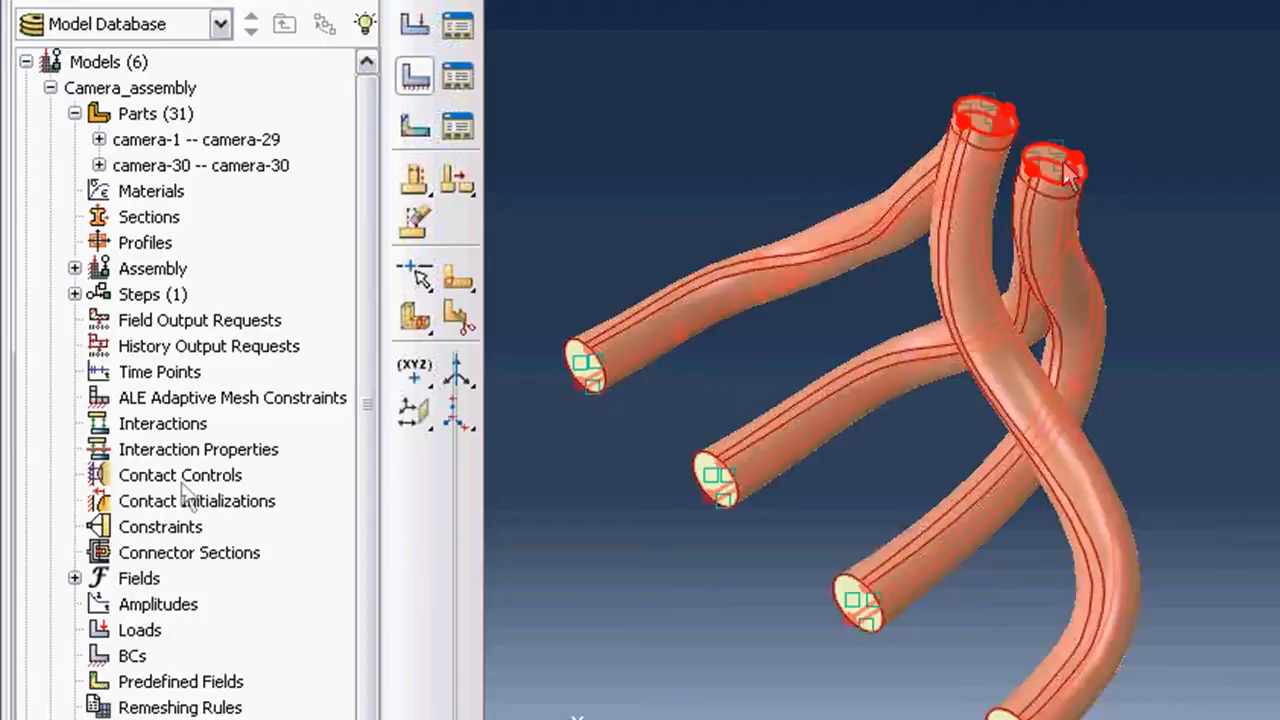 Model Database
Models (6)
Camera_assembly
Parts (31)
camera-1 -- camera-29
camera-30 -- camera-30
Materials
Sections
Profiles
Assembly
Steps (1)
Field Output Requests
History Output Requests
Time Points
ALE Adaptive Mesh Constraints
Interactions
Interaction Properties
Contact Controls
Contact Initializations
Constraints
Connector Sections
Fields
Amplitudes
Loads
BCs
Predefined Fields
Remeshing Rules
(XYZ)